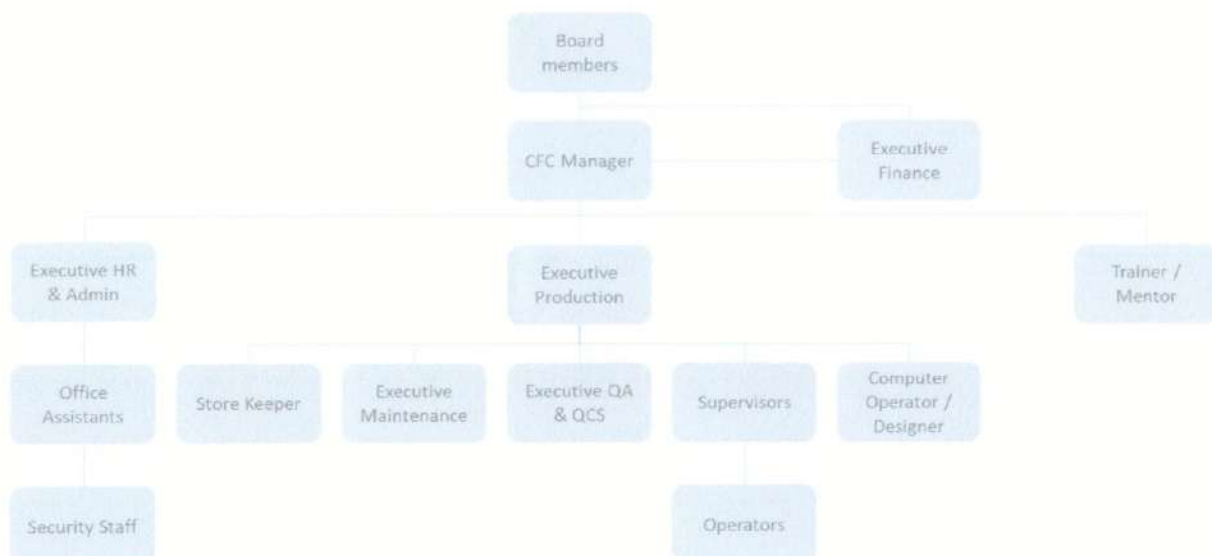 Board
members
CFC Manager
Executive
Finance
Executive HR
& Admin
Executive
Production
Trainer /
Mentor
Office
Assistants
Store Keeper
Executive
Maintenance
Executive QA
& QCS
Supervisors
Computer
Operator /
Designer
Security Staff
Operators